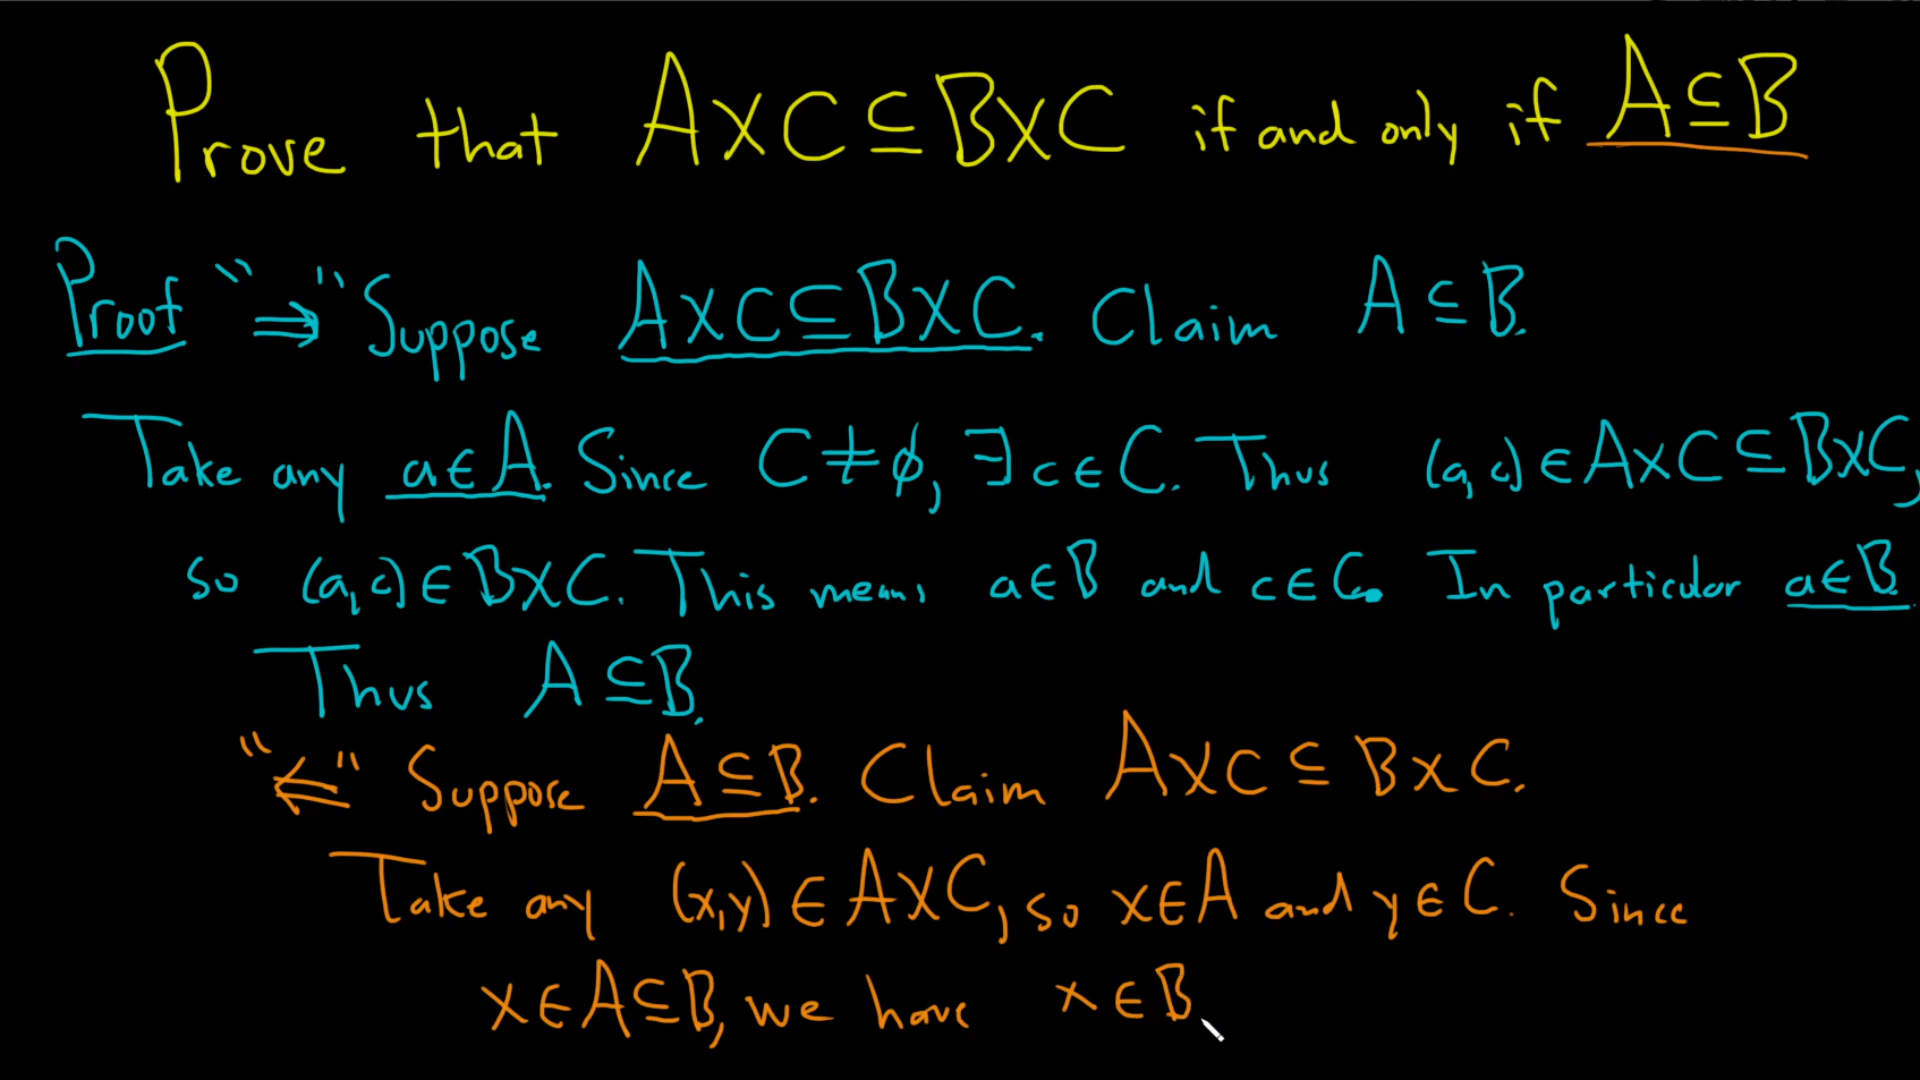 Prove that A×C⊆B×C if and only if A⊆B
Proof "⇒" Suppose A×C⊆B×C. Claim A⊆B.
Take any a∈A. Since C≠∅, ∃ c∈C. Thus (a,c)∈A×C⊆B×C,
so (a,c)∈B×C. This means a∈B and c∈C. In particular a∈B.
Thus A⊆B.
"⇐" Suppose A⊆B. Claim A×C⊆B×C.
Take any (x,y)∈A×C, so x∈A and y∈C. Since
x∈A⊆B, we have x∈B